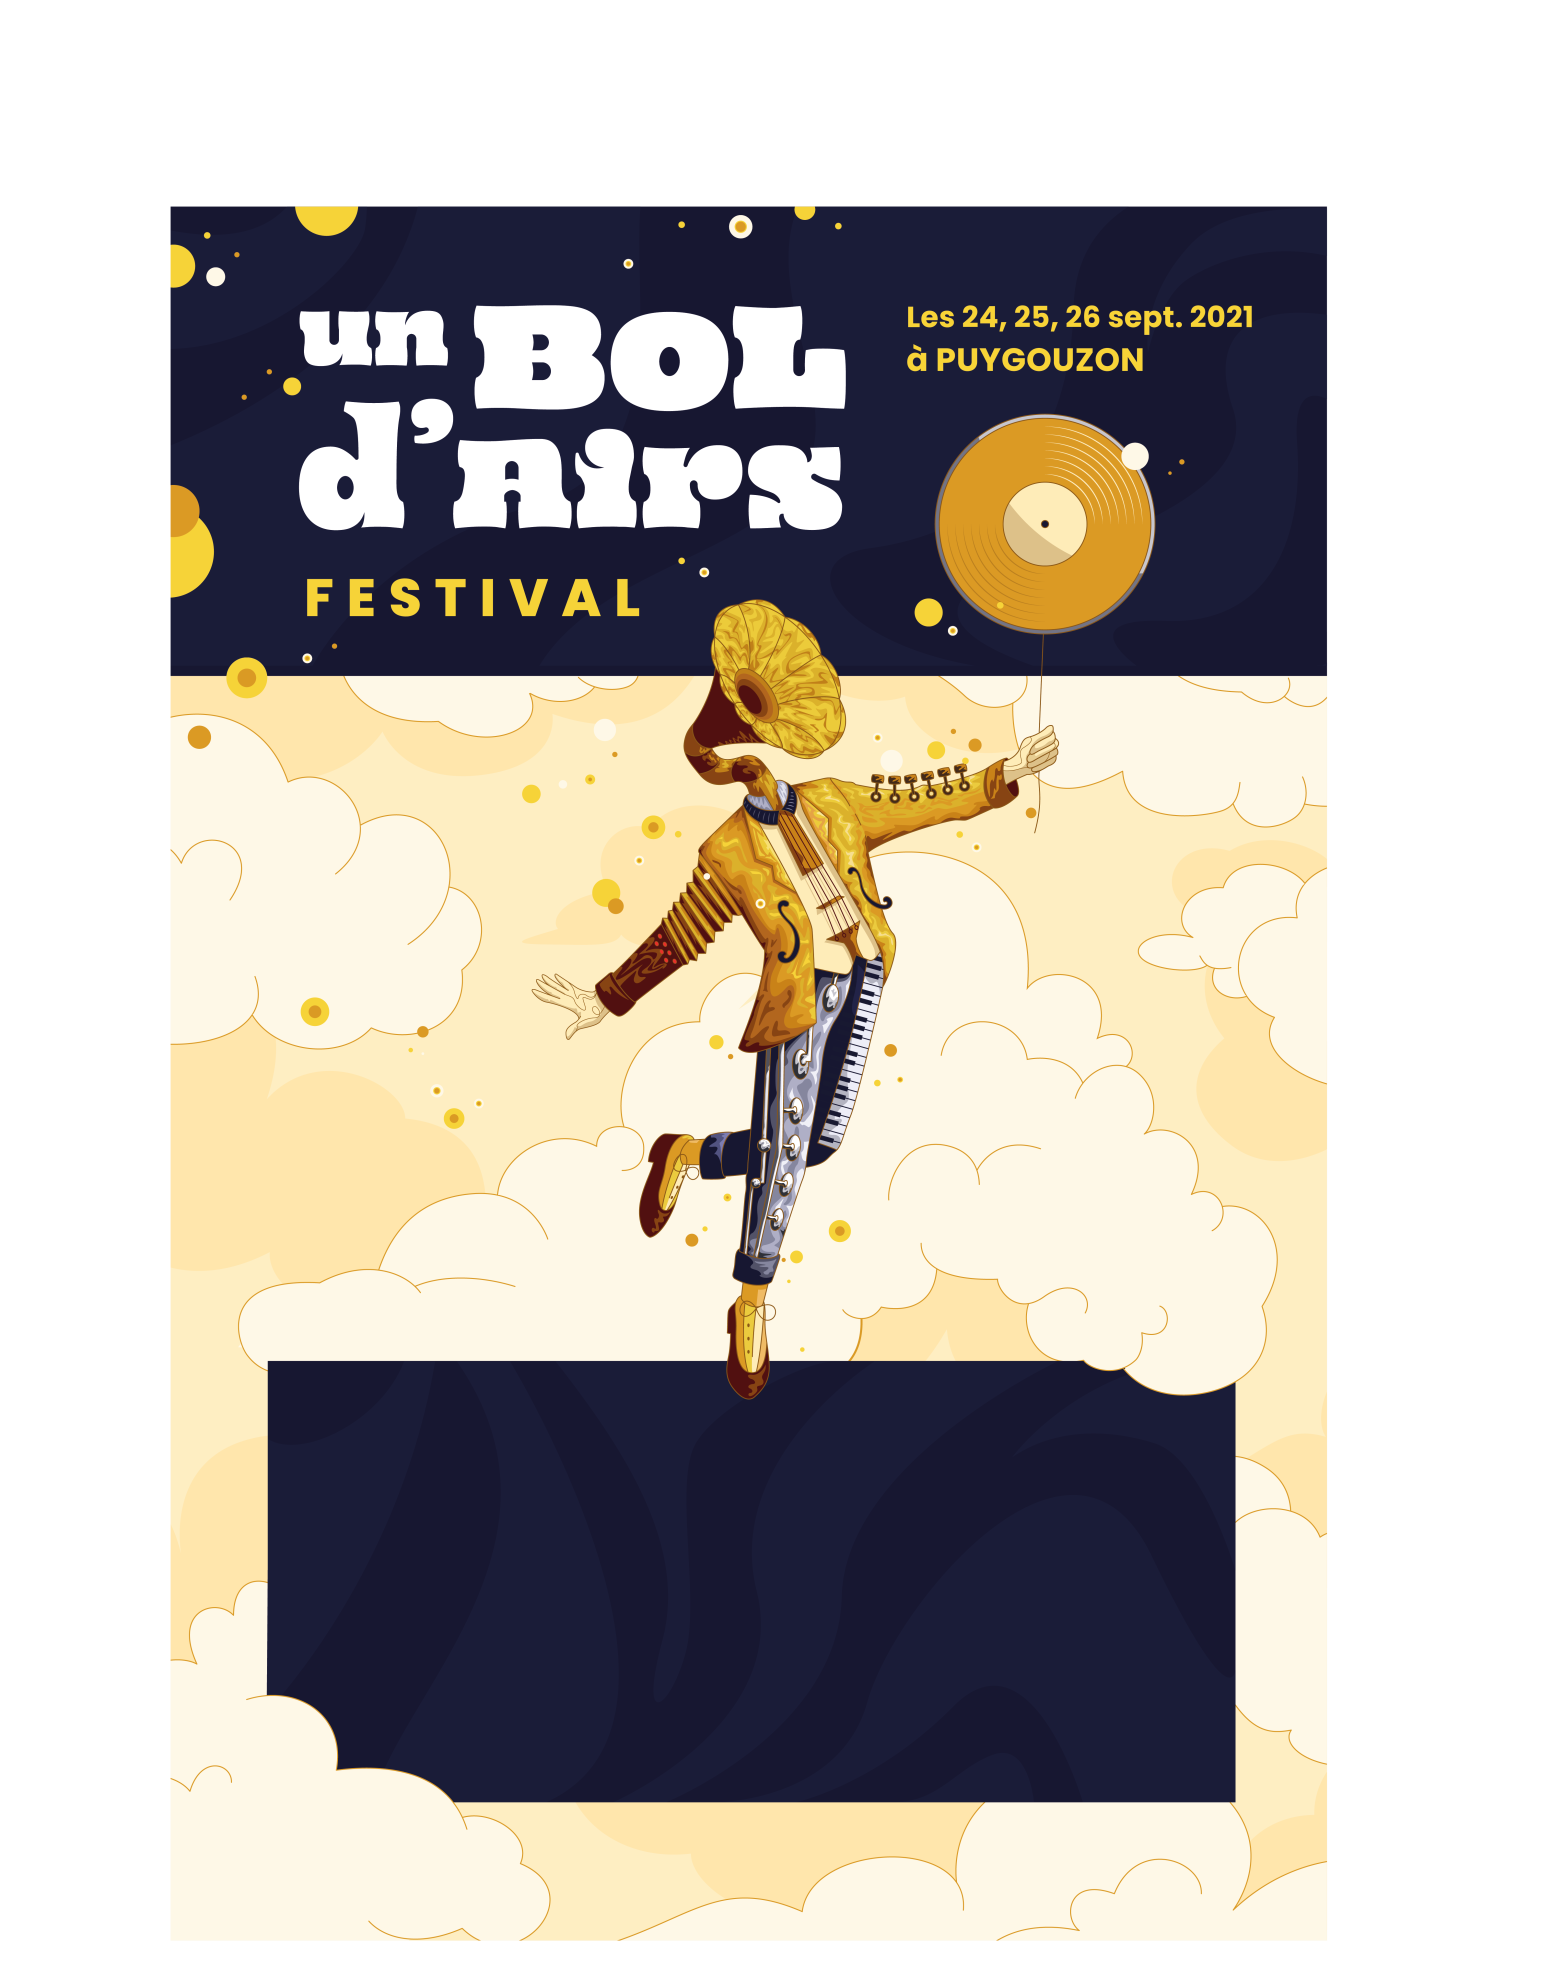 un BOL
d'Airs
FESTIVAL
Les 24, 25, 26 sept. 2021
à PUYGOUZON